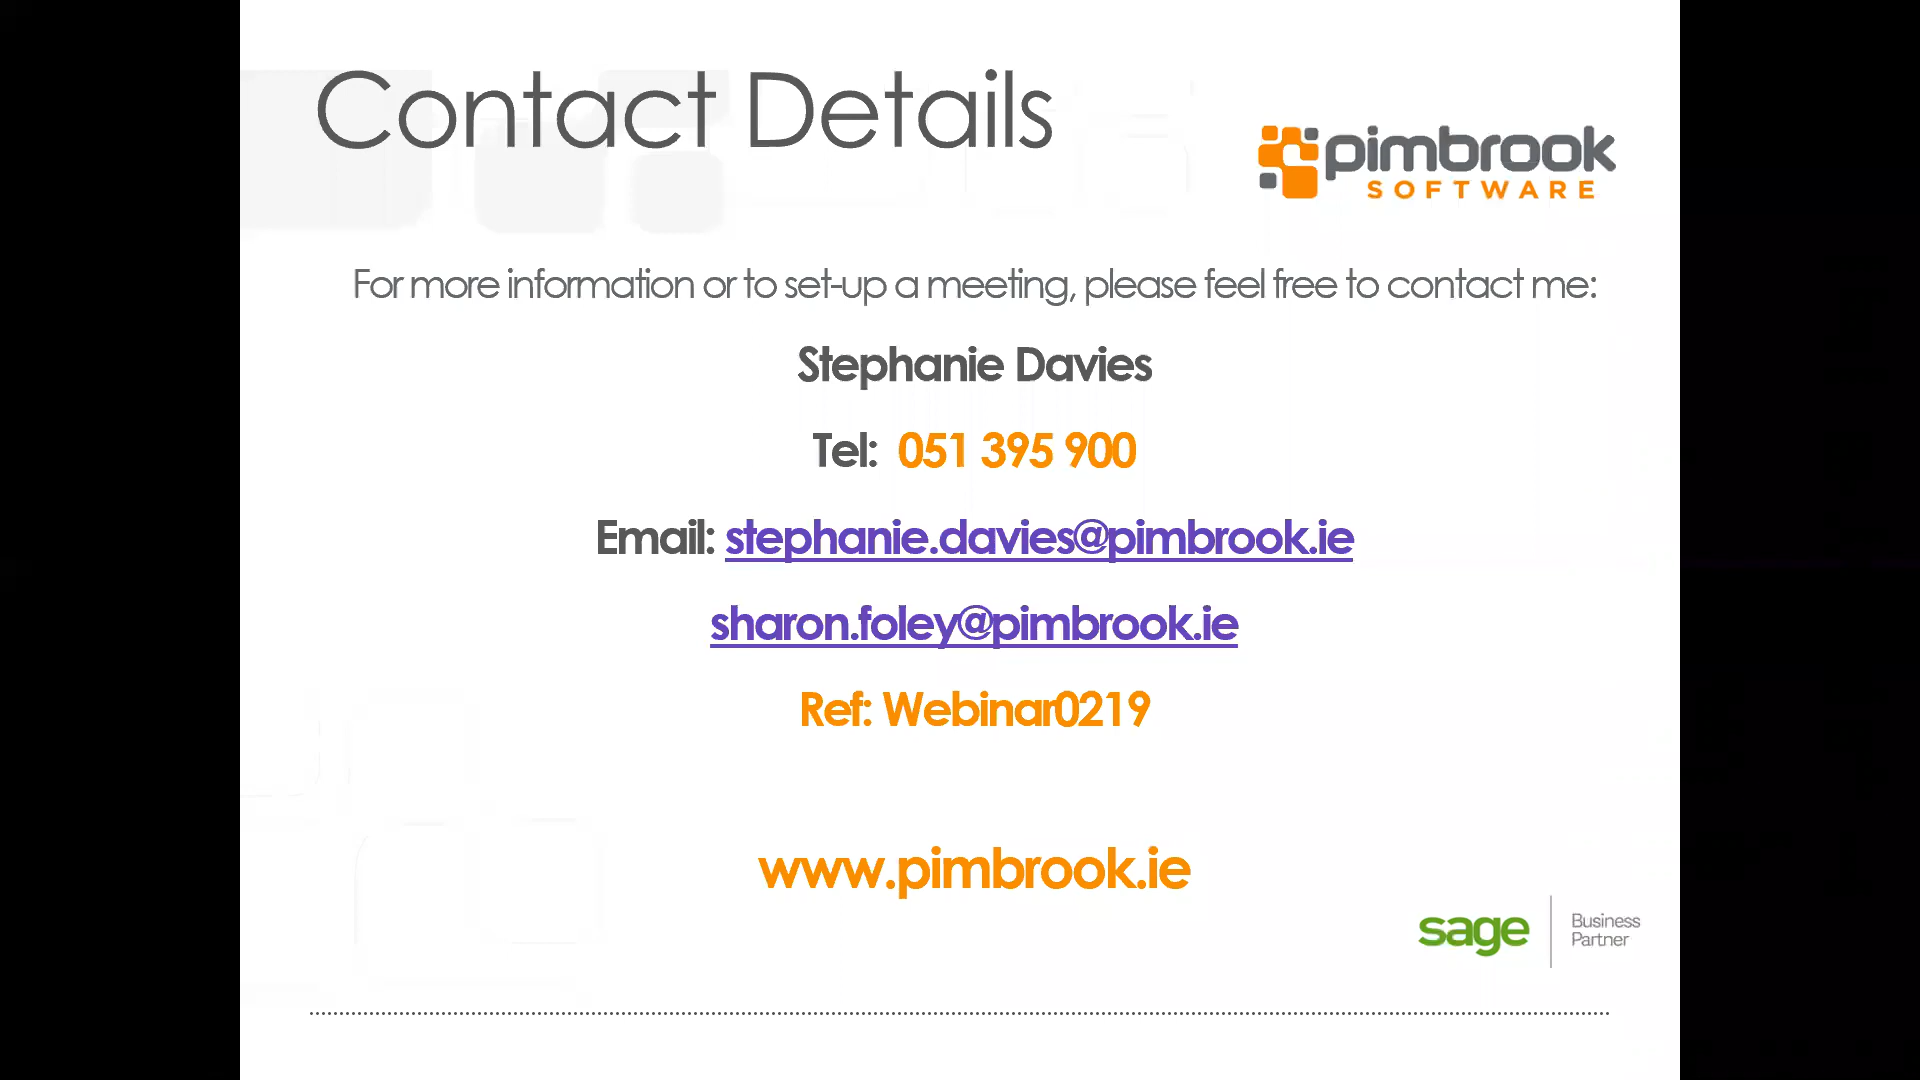 Contact Details
pimbrook
SOFTWARE
For more information or to set-up a meeting, please feel free to contact me:
Stephanie Davies
Tel: 051 395 900
Email: stephanie.davies@pimbrook.ie
sharon.foley@pimbrook.ie
Ref: Webinar0219
www.pimbrook.ie
sage
Business
Partner